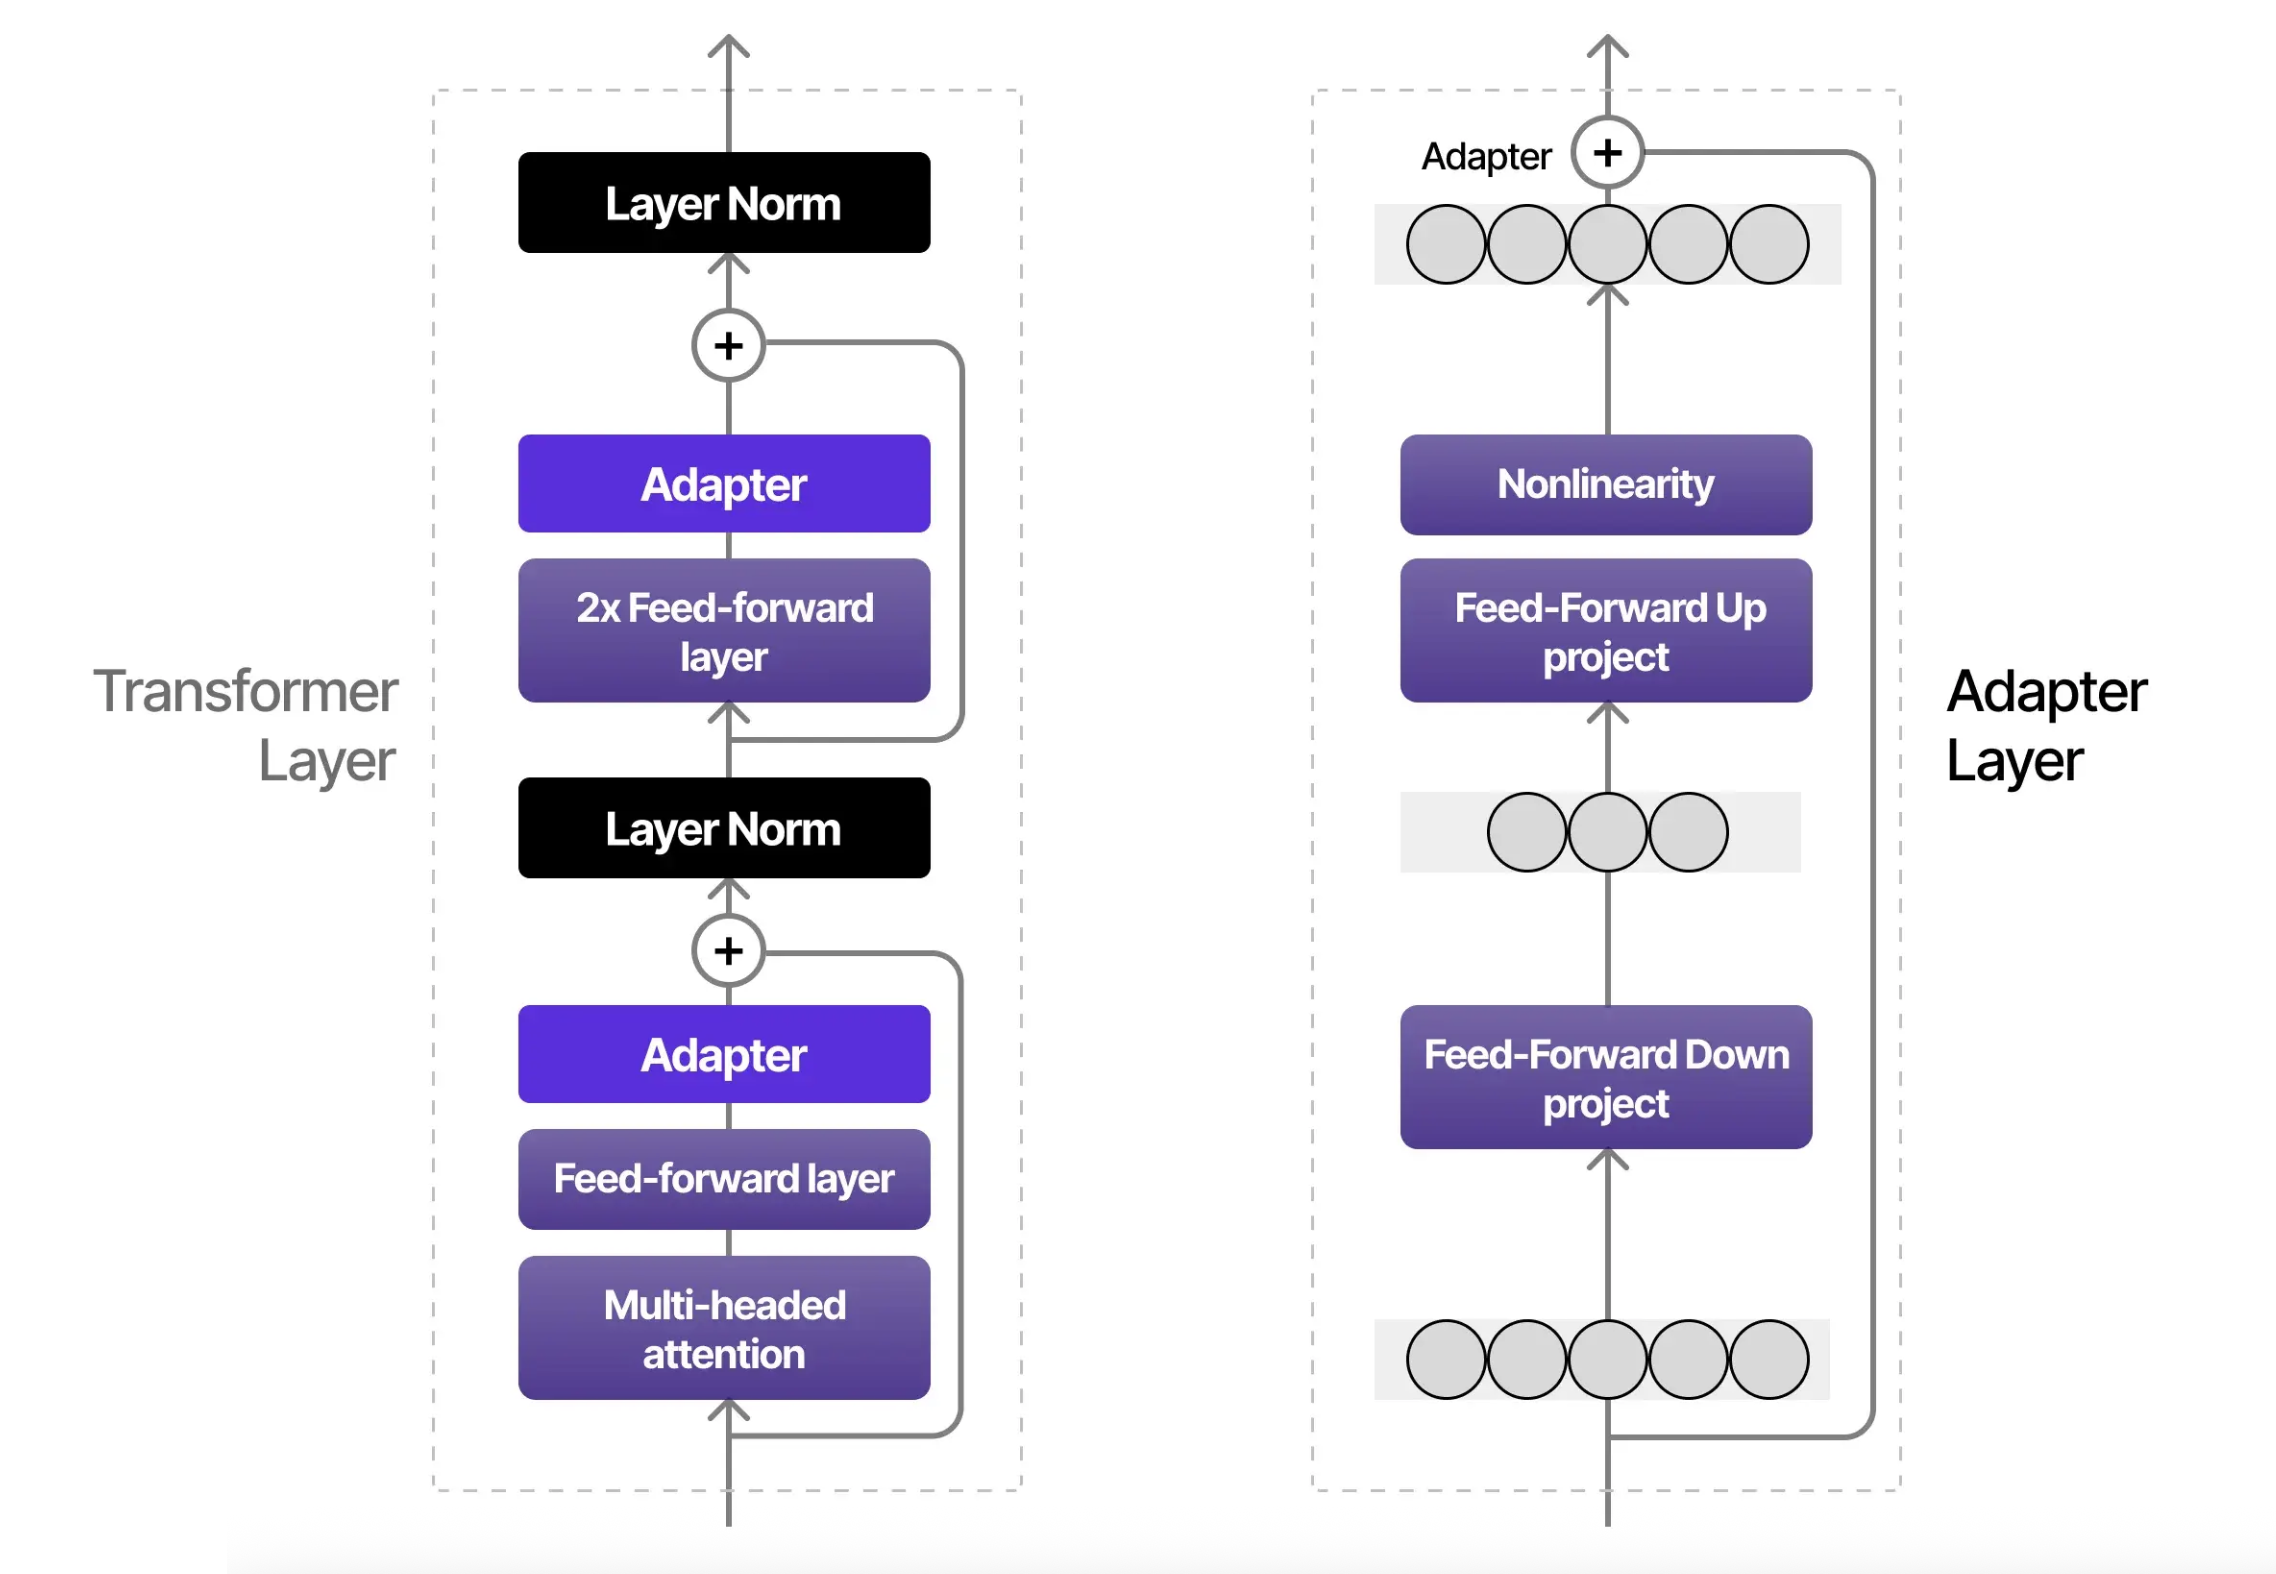 Transformer
Layer
Layer Norm
+
Adapter
2x Feed-forward
layer
Layer Norm
+
Adapter
Feed-forward layer
Multi-headed
attention
Adapter
+
Nonlinearity
Feed-Forward Up
project
Feed-Forward Down
project
Adapter
Layer